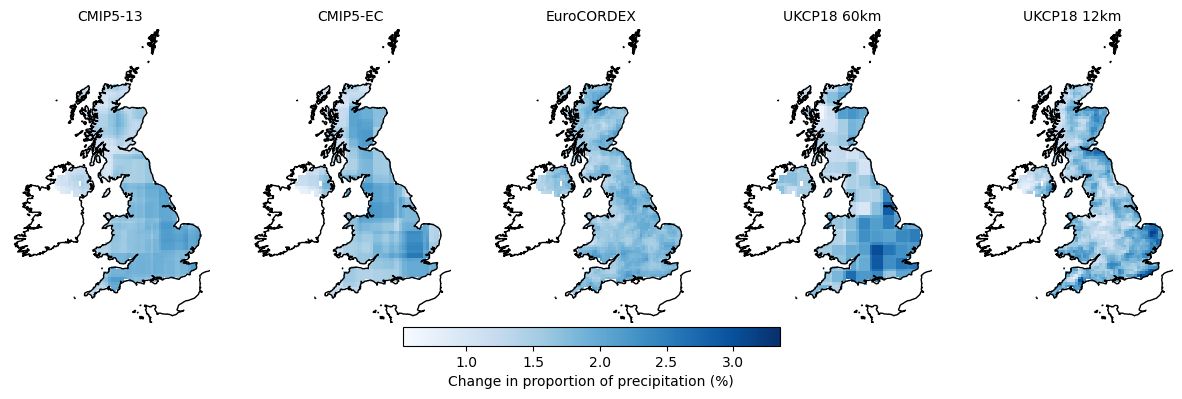 CMIP5-13
CMIP5-EC
EuroCORDEX
UKCP18 60km
UKCP18 12km
1.0 1.5 2.0 2.5 3.0
Change in proportion of precipitation (%)